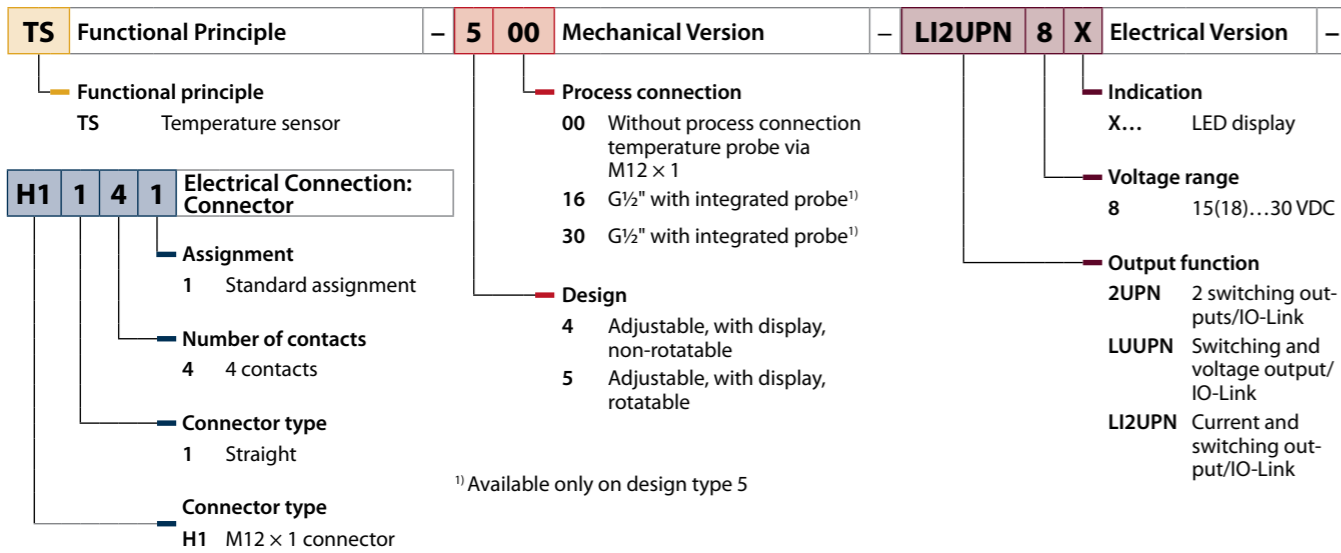 TS Functional Principle – 5 00 Mechanical Version – LI2UPN 8 X Electrical Version –
Functional principle
TS Temperature sensor
H1 1 4 1 Electrical Connection:
Connector
Assignment
1 Standard assignment
Number of contacts
4 4 contacts
Connector type
1 Straight
Connector type
H1 M12 × 1 connector
Process connection
00 Without process connection
temperature probe via
M12 × 1
16 G½" with integrated probe1)
30 G½" with integrated probe1)
Design
4 Adjustable, with display,
non-rotatable
5 Adjustable, with display,
rotatable
1) Available only on design type 5
Indication
X… LED display
Voltage range
8 15(18)…30 VDC
Output function
2UPN 2 switching out-
puts/IO-Link
LUUPN Switching and
voltage output/
IO-Link
LI2UPN Current and
switching out-
put/IO-Link